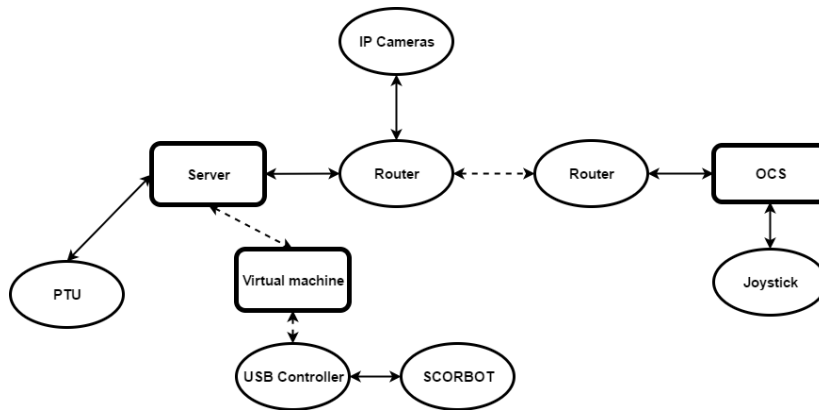 IP Cameras
Server
Router
Router
OCS
PTU
Virtual machine
Joystick
USB Controller
SCORBOT